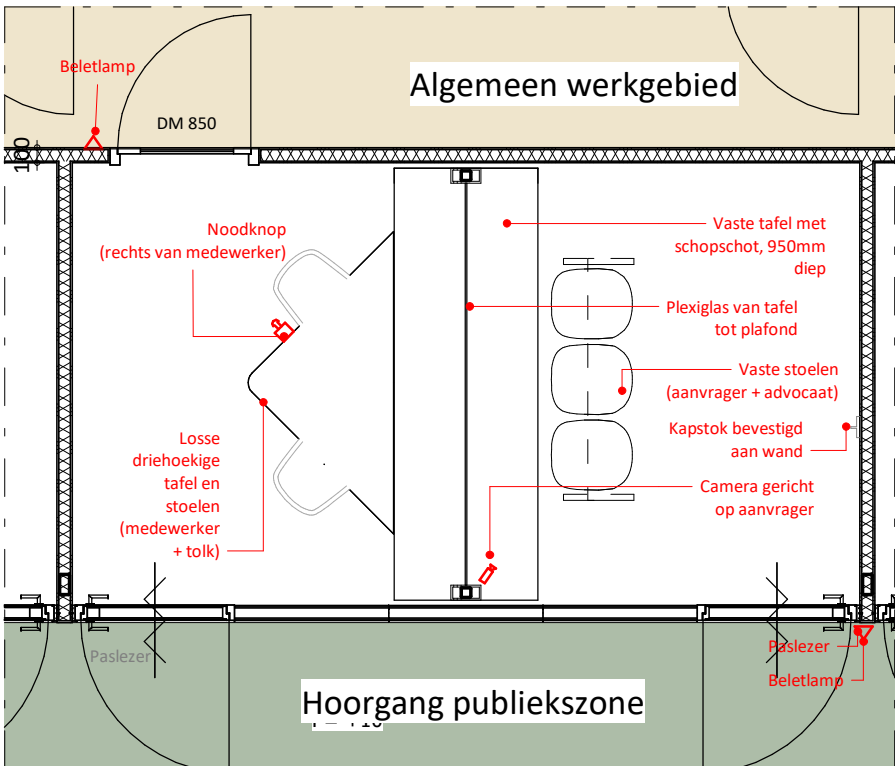 Algemeen werkgebied
Beletlamp
DM 850
100
Noodknop
(rechts van medewerker)
Vaste tafel met
schopschot, 950mm
diep
Plexiglas van tafel
tot plafond
Vaste stoelen
(aanvrager + advocaat)
Kapstok bevestigd
aan wand
Camera gericht
op aanvrager
Losse
driehoekige
tafel en
stoelen
(medewerker
+ tolk)
Paslezer
Paslezer
Beletlamp
Hoorgang publiekszone